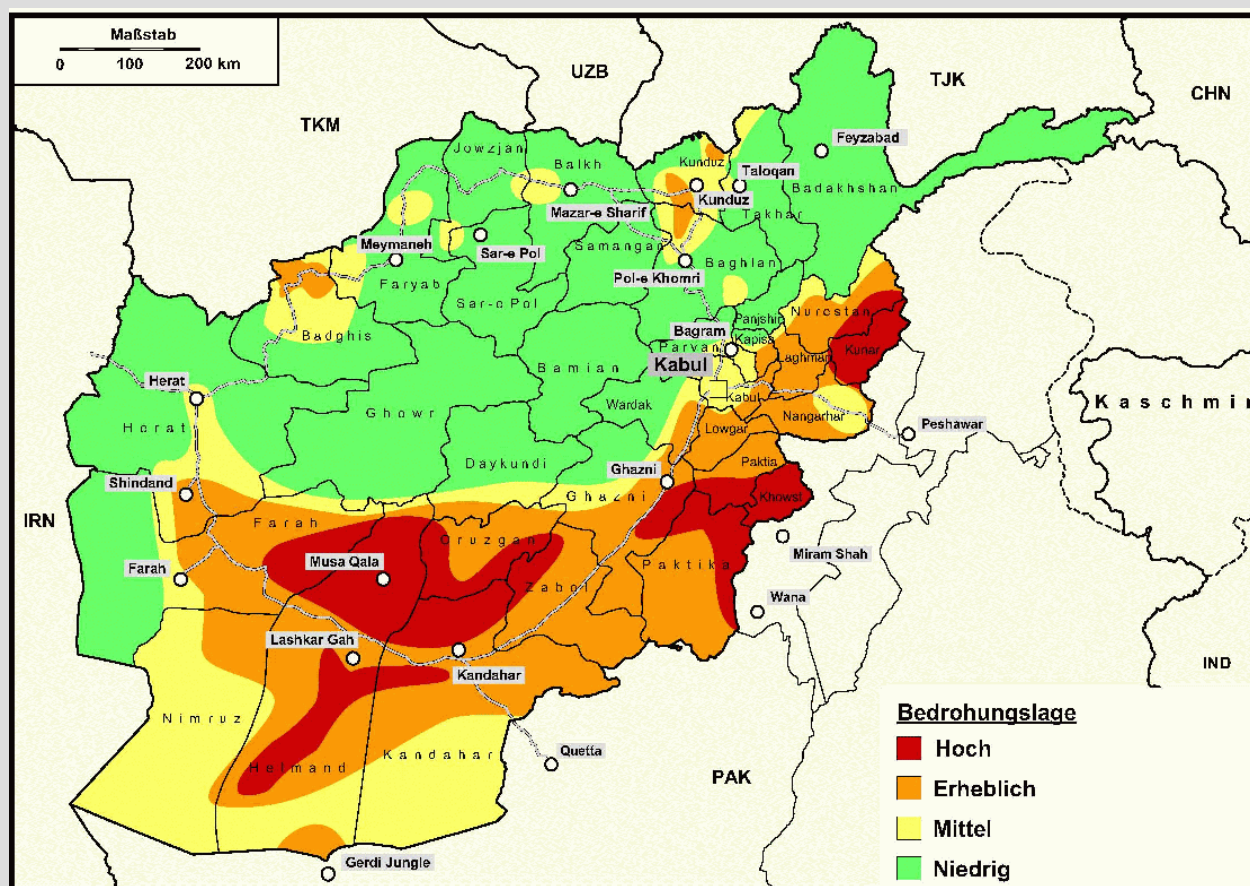 Maßstab
0 100 200 km
UZB
TJK
CHN
TKM
Jowzjan
Balkh
Kunduz
Feyzabad
Taloqan
Badakhshan
Kunduz
Mazar-e Sharif
Takhar
Meymaneh
Sar-e Pol
Samangan
Baghlan
Pol-e Khomri
Faryab
Sar-o Pol
Badghis
Panjshir
Nurestan
Bagram
Kapisa
Parvan
Laghman
Kunar
Kabul
Bamian
Herat
Kabul
Wardak
Nangarhar
Kaschmir
Ghowr
Horat
Lowgar
Peshawar
Daykundi
Paktia
Ghazni
Shindand
Ghazni
Khowst
IRN
Farah
Oruzgan
Miram Shah
Musa Qala
Farah
Paktika
Zabol
Wana
Lashkar Gah
Kandahar
IND
Nimruz
Kandahar
Quetta
Helmand
PAK
Gerdi Jungle
Bedrohungslage
Hoch
Erheblich
Mittel
Niedrig